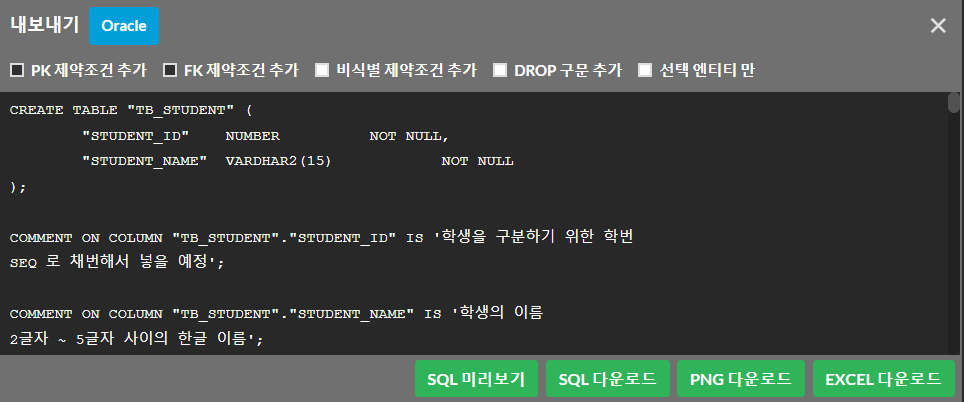 내보내기 Oracle ×
PK 제약조건 추가 FK 제약조건 추가 비식별 제약조건 추가 DROP 구문 추가 선택 엔티티 만
CREATE TABLE "TB_STUDENT" (
"STUDENT_ID" NUMBER NOT NULL,
"STUDENT_NAME" VARDHAR2(15) NOT NULL
);
COMMENT ON COLUMN "TB_STUDENT"."STUDENT_ID" IS '학생을 구분하기 위한 학번
SEQ 로 채번해서 넣을 예정';
COMMENT ON COLUMN "TB_STUDENT"."STUDENT_NAME" IS '학생의 이름
2글자 ~ 5글자 사이의 한글 이름';
SQL 미리보기 SQL 다운로드 PNG 다운로드 EXCEL 다운로드